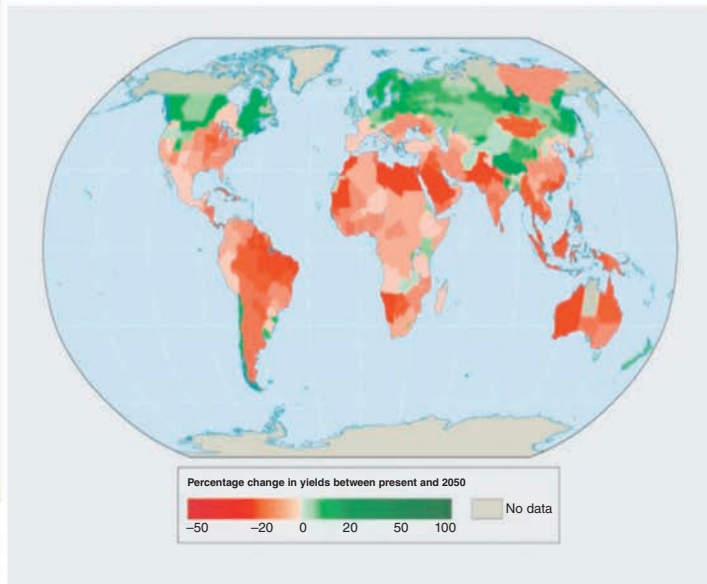 Percentage change in yields between present and 2050
–50 –20 0 20 50 100
No data